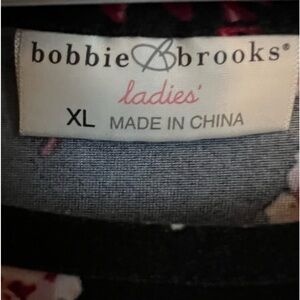 bobbie B brooks®
ladies'
XL MADE IN CHINA